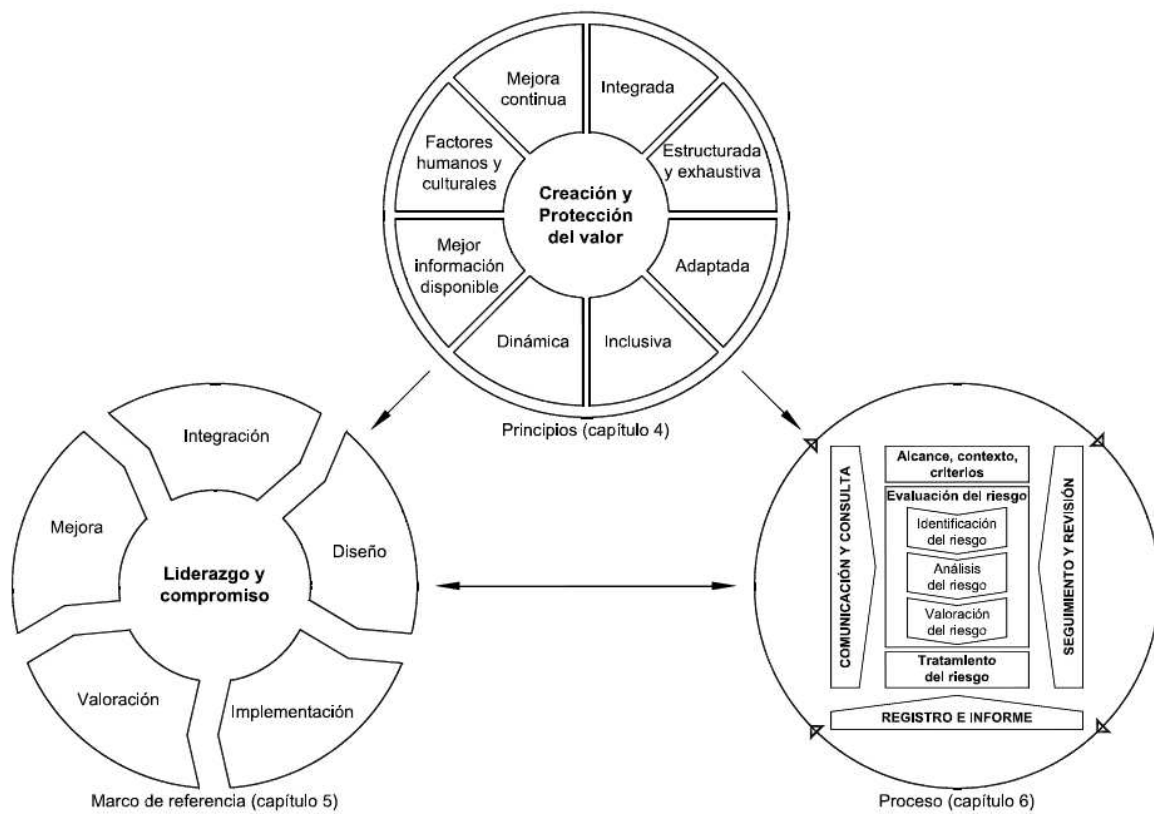 Mejora
continua
Integrada
Factores
humanos y
culturales
Estructurada
y exhaustiva
Creación y
Protección
del valor
Mejor
información
disponible
Adaptada
Dinámica
Inclusiva
Principios (capítulo 4)
Integración
Mejora
Diseño
Liderazgo y
compromiso
Valoración
Implementación
Marco de referencia (capítulo 5)
COMUNICACIÓN Y CONSULTA
Alcance, contexto,
criterios
Evaluación del riesgo
Identificación
del riesgo
Análisis
del riesgo
Valoración
del riesgo
Tratamiento
del riesgo
SEGUIMIENTO Y REVISIÓN
REGISTRO E INFORME
Proceso (capítulo 6)